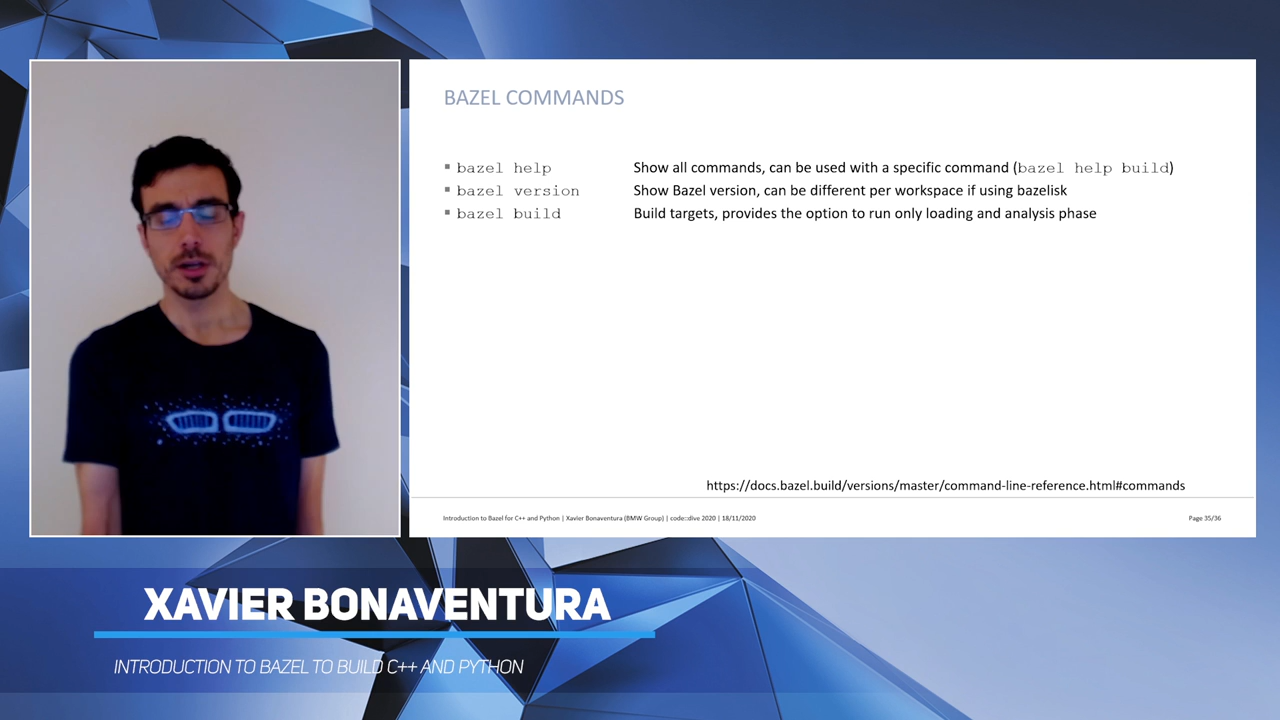 BAZEL COMMANDS
▪ bazel help Show all commands, can be used with a specific command (bazel help build)
▪ bazel version Show Bazel version, can be different per workspace if using bazelisk
▪ bazel build Build targets, provides the option to run only loading and analysis phase
https://docs.bazel.build/versions/master/command-line-reference.html#commands
Introduction to Bazel for C++ and Python | Xavier Bonaventura (BMW Group) | code::dive 2020 | 18/11/2020 Page 35/36
XAVIER BONAVENTURA
INTRODUCTION TO BAZEL TO BUILD C++ AND PYTHON